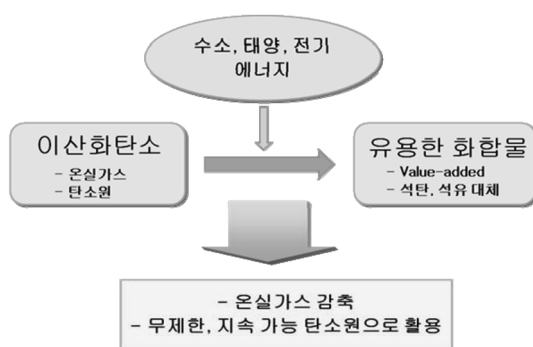 수소, 태양, 전기
에너지
이산화탄소
- 온실가스
- 탄소원
유용한 화합물
- Value-added
- 석탄, 석유 대체
- 온실가스 감축
- 무제한, 지속 가능 탄소원으로 활용